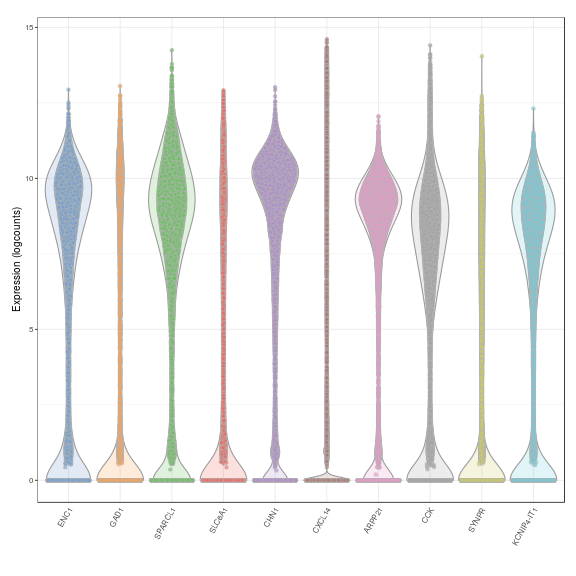 15
10
5
0
Expression (logcounts)
ENC1
GAD1
SPARCL1
SLC6A1
CHN1
CXCL14
ARPP21
CCK
SYNPR
KCNIP4-IT1